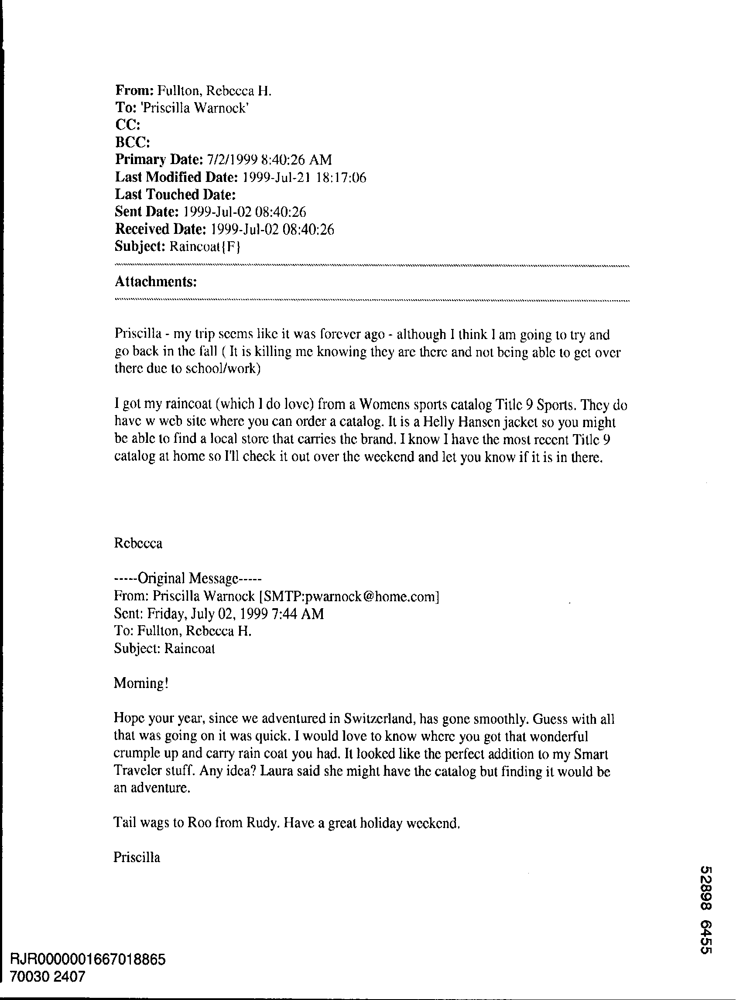 From: Fullton, Rebecca H.
To: 'Priscilla Warnock'
CC:
BCC:
Primary Date: 7/2/1999 8:40:26 AM
Last Modified Date: 1999-Jul-21 18:17:06
Last Touched Date:
Sent Date: 1999-Jul-02 08:40:26
Received Date: 1999-Jul-02 08:40:26
Subject: Raincoat{F}
Attachments:
Priscilla - my trip seems like it was forever ago - although I think I am going to try and
go back in the fall ( It is killing me knowing they are there and not being able to get over
there due to school/work)
I got my raincoat (which I do love) from a Womens sports catalog Title 9 Sports. They do
have w web site where you can order a catalog. It is a Helly Hansen jacket so you might
be able to find a local store that carries the brand. I know I have the most recent Title 9
catalog at home so I'll check it out over the weekend and let you know if it is in there.
Rebecca
-----Original Message-----
From: Priscilla Warnock [SMTP:pwarnock@home.com]
Sent: Friday, July 02, 1999 7:44 AM
To: Fullton, Rebecca H.
Subject: Raincoat
Morning!
Hope your year, since we adventured in Switzerland, has gone smoothly. Guess with all
that was going on it was quick. I would love to know where you got that wonderful
crumple up and carry rain coat you had. It looked like the perfect addition to my Smart
Traveler stuff. Any idea? Laura said she might have the catalog but finding it would be
an adventure.
Tail wags to Roo from Rudy. Have a great holiday weekend.
Priscilla
52898 6455
RJR0000001667018865
70030 2407